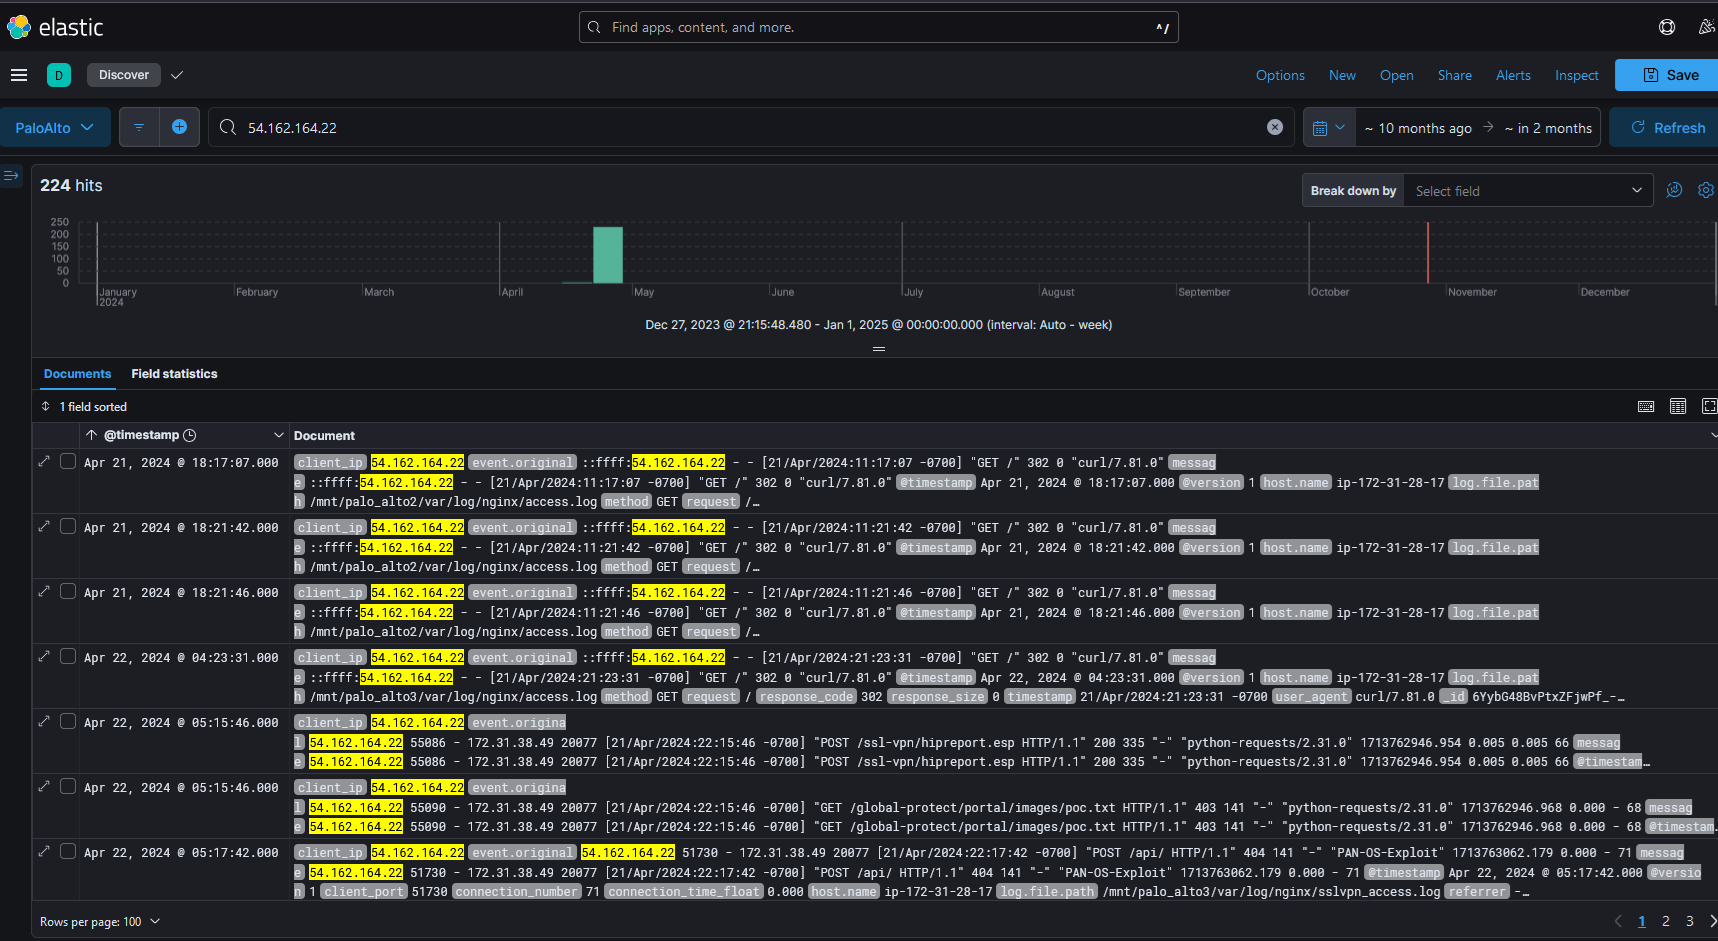 elastic
Find apps, content, and more.
^/
D
Discover
Options
New
Open
Share
Alerts
Inspect
Save
PaloAlto
54.162.164.22
~ 10 months ago → ~ in 2 months
Refresh
224 hits
Break down by
Select field
250
200
150
100
50
0
January
2024
February
March
April
May
June
July
August
September
October
November
December
Dec 27, 2023 @ 21:15:48.480 - Jan 1, 2025 @ 00:00:00.000 (interval: Auto - week)
Documents
Field statistics
1 field sorted
@timestamp
Document
Apr 21, 2024 @ 18:17:07.000
client_ip 54.162.164.22 event.original ::ffff:54.162.164.22 - - [21/Apr/2024:11:17:07 -0700] "GET /" 302 0 "curl/7.81.0" messag
e ::ffff:54.162.164.22 - - [21/Apr/2024:11:17:07 -0700] "GET /" 302 0 "curl/7.81.0" @timestamp Apr 21, 2024 @ 18:17:07.000 @version 1 host.name ip-172-31-28-17 log.file.pat
h /mnt/palo_alto2/var/log/nginx/access.log method GET request /…
Apr 21, 2024 @ 18:21:42.000
client_ip 54.162.164.22 event.original ::ffff:54.162.164.22 - - [21/Apr/2024:11:21:42 -0700] "GET /" 302 0 "curl/7.81.0" messag
e ::ffff:54.162.164.22 - - [21/Apr/2024:11:21:42 -0700] "GET /" 302 0 "curl/7.81.0" @timestamp Apr 21, 2024 @ 18:21:42.000 @version 1 host.name ip-172-31-28-17 log.file.pat
h /mnt/palo_alto2/var/log/nginx/access.log method GET request /…
Apr 21, 2024 @ 18:21:46.000
client_ip 54.162.164.22 event.original ::ffff:54.162.164.22 - - [21/Apr/2024:11:21:46 -0700] "GET /" 302 0 "curl/7.81.0" messag
e ::ffff:54.162.164.22 - - [21/Apr/2024:11:21:46 -0700] "GET /" 302 0 "curl/7.81.0" @timestamp Apr 21, 2024 @ 18:21:46.000 @version 1 host.name ip-172-31-28-17 log.file.pat
h /mnt/palo_alto2/var/log/nginx/access.log method GET request /…
Apr 22, 2024 @ 04:23:31.000
client_ip 54.162.164.22 event.original ::ffff:54.162.164.22 - - [21/Apr/2024:21:23:31 -0700] "GET /" 302 0 "curl/7.81.0" messag
e ::ffff:54.162.164.22 - - [21/Apr/2024:21:23:31 -0700] "GET /" 302 0 "curl/7.81.0" @timestamp Apr 22, 2024 @ 04:23:31.000 @version 1 host.name ip-172-31-28-17 log.file.pat
h /mnt/palo_alto3/var/log/nginx/access.log method GET request / response_code 302 response_size 0 timestamp 21/Apr/2024:21:23:31 -0700 user_agent curl/7.81.0 _id 6YybG48BvPtxZFjwPf_-…
Apr 22, 2024 @ 05:15:46.000
client_ip 54.162.164.22 event.origina
l 54.162.164.22 55086 - 172.31.38.49 20077 [21/Apr/2024:22:15:46 -0700] "POST /ssl-vpn/hipreport.esp HTTP/1.1" 200 335 "-" "python-requests/2.31.0" 1713762946.954 0.005 0.005 66 messag
e 54.162.164.22 55086 - 172.31.38.49 20077 [21/Apr/2024:22:15:46 -0700] "POST /ssl-vpn/hipreport.esp HTTP/1.1" 200 335 "-" "python-requests/2.31.0" 1713762946.954 0.005 0.005 66 @timestam…
Apr 22, 2024 @ 05:15:46.000
client_ip 54.162.164.22 event.origina
l 54.162.164.22 55090 - 172.31.38.49 20077 [21/Apr/2024:22:15:46 -0700] "GET /global-protect/portal/images/poc.txt HTTP/1.1" 403 141 "-" "python-requests/2.31.0" 1713762946.968 0.000 - 68 messag
e 54.162.164.22 55090 - 172.31.38.49 20077 [21/Apr/2024:22:15:46 -0700] "GET /global-protect/portal/images/poc.txt HTTP/1.1" 403 141 "-" "python-requests/2.31.0" 1713762946.968 0.000 - 68 @timestam…
Apr 22, 2024 @ 05:17:42.000
client_ip 54.162.164.22 event.original 54.162.164.22 51730 - 172.31.38.49 20077 [21/Apr/2024:22:17:42 -0700] "POST /api/ HTTP/1.1" 404 141 "-" "PAN-OS-Exploit" 1713763062.179 0.000 - 71 messag
e 54.162.164.22 51730 - 172.31.38.49 20077 [21/Apr/2024:22:17:42 -0700] "POST /api/ HTTP/1.1" 404 141 "-" "PAN-OS-Exploit" 1713763062.179 0.000 - 71 @timestamp Apr 22, 2024 @ 05:17:42.000 @versio
n 1 client_port 51730 connection_number 71 connection_time_float 0.000 host.name ip-172-31-28-17 log.file.path /mnt/palo_alto3/var/log/nginx/sslvpn_access.log referrer -…
Rows per page: 100
1 2 3